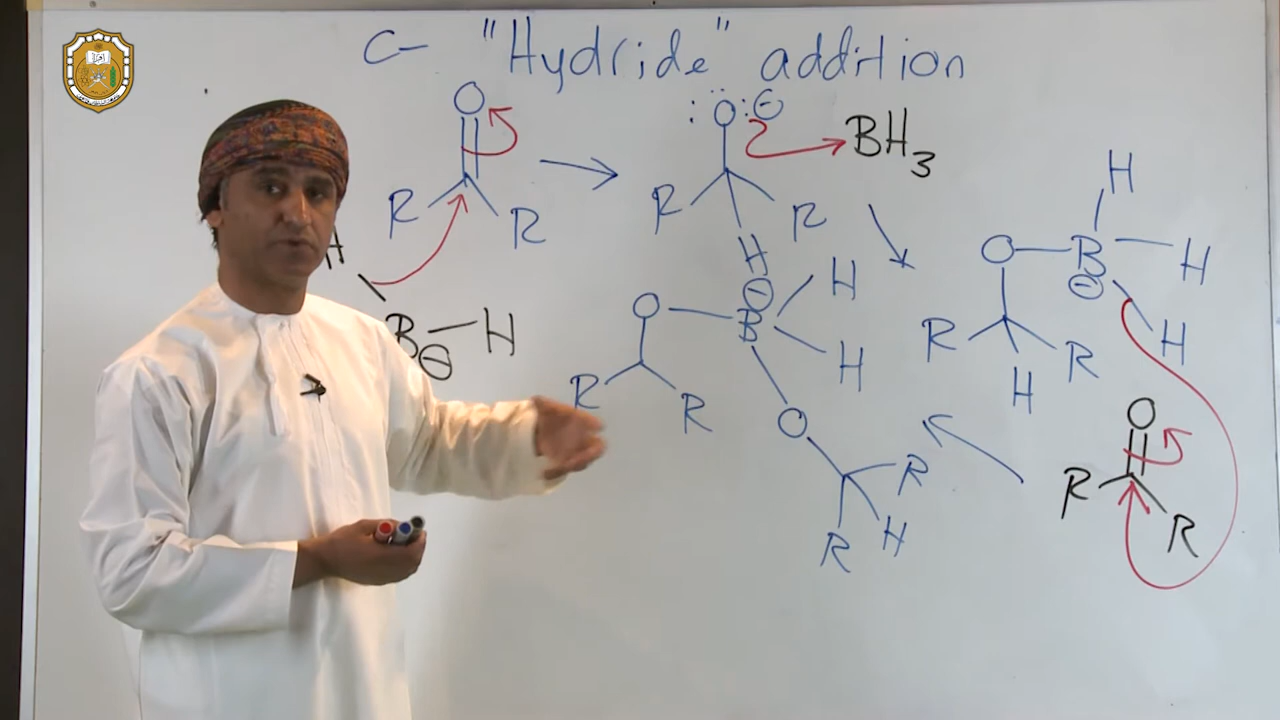 C- "Hydride" addition
O
R R
H
B H
⊖
:Ö: ⊖
R R
H
BH3
H
O B H
⊖
R H R H
O
R R
O B H
⊖
R R H
O
R
R H